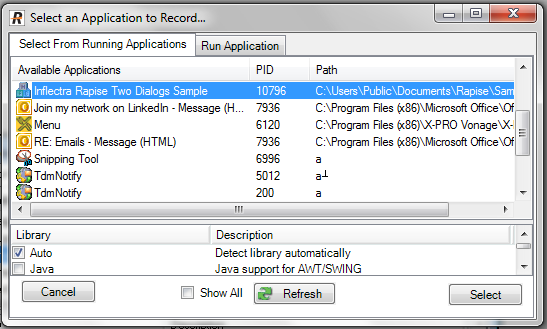 Select an Application to Record...
Select From Running Applications Run Application
Available Applications PID Path
Inflectra Rapise Two Dialogs Sample 10796 C:\Users\Public\Documents\Rapise\Sam
Join my network on LinkedIn - Message (H... 7936 C:\Program Files (x86)\Microsoft Office\Of
Menu 6120 C:\Program Files (x86)\X-PRO Vonage\X-
RE: Emails - Message (HTML) 7936 C:\Program Files (x86)\Microsoft Office\Of
Snipping Tool 6996 a
TdmNotify 5012 a┴
TdmNotify 200 a
Library Description
Auto Detect library automatically
Java Java support for AWT/SWING
Cancel Show All Refresh Select